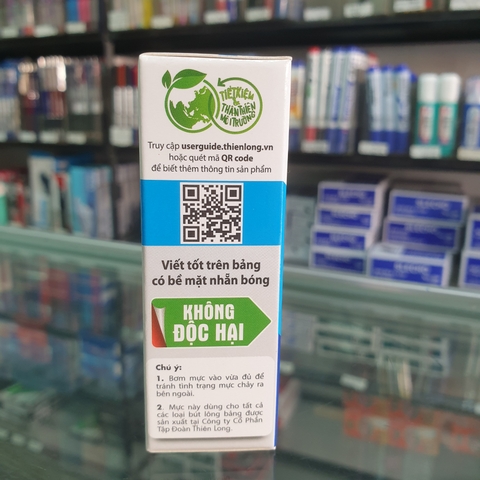 TIẾT KIỆM
&
THÂN THIỆN
MÔI TRƯỜNG
Truy cập userguide.thienlong.vn
hoặc quét mã QR code
để biết thêm thông tin sản phẩm
Viết tốt trên bảng
có bề mặt nhẵn bóng
KHÔNG
ĐỘC HẠI
Chú ý:
1. Bơm mực vào vừa đủ để
tránh tình trạng mực chảy ra
bên ngoài.
2. Mực này dùng cho tất cả
các loại bút lông bảng được
sản xuất tại Công ty Cổ Phần
Tập Đoàn Thiên Long.